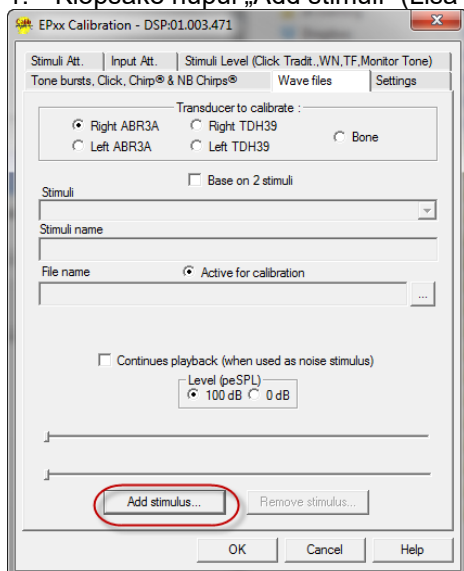 1. Klõpsake nupul „Add stimuli“ (Lisa
EPxx Calibration - DSP:01.003.471
Stimuli Att. Input Att. Stimuli Level (Click Tradit.,WN,TF,Monitor Tone)
Tone bursts, Click, Chirp® & NB Chirps® Wave files Settings
Transducer to calibrate :
Right ABR3A Right TDH39
Bone
Left ABR3A Left TDH39
Base on 2 stimuli
Stimuli
Stimuli name
File name Active for calibration
...
Continues playback (when used as noise stimulus)
Level (peSPL)
100 dB 0 dB
Add stimulus... Remove stimulus...
OK Cancel Help